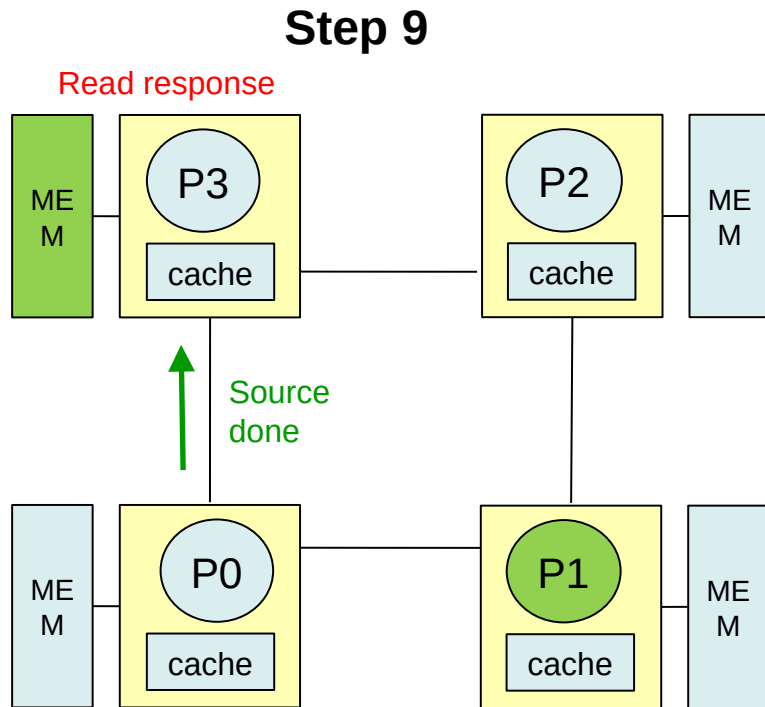 Step 9
Read response
ME
M
P3
cache
P2
cache
ME
M
Source
done
ME
M
P0
cache
P1
cache
ME
M